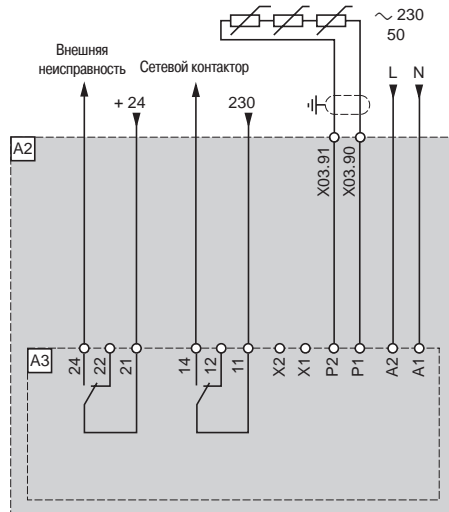 ∼ 230
50
Внешняя
неисправность
Сетевой контактор
+ 24
230
L
N
A2
X03.91
X03.90
A3
24
22
21
14
12
11
X2
X1
P2
P1
A2
A1